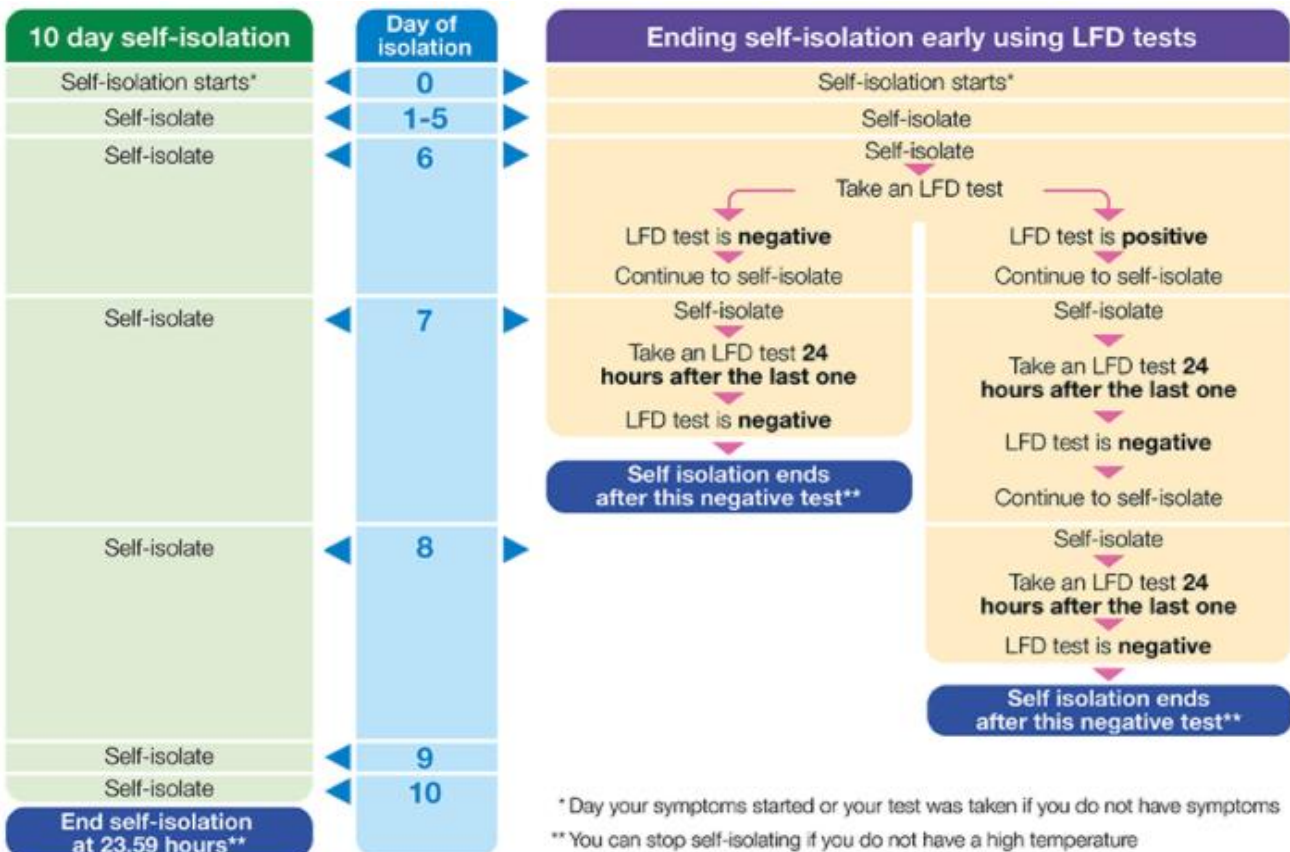 10 day self-isolation
Day of
isolation
Ending self-isolation early using LFD tests
Self-isolation starts*
0
Self-isolation starts*
Self-isolate
1-5
Self-isolate
Self-isolate
6
Self-isolate
Take an LFD test
LFD test is negative
LFD test is positive
Continue to self-isolate
Continue to self-isolate
Self-isolate
7
Self-isolate
Take an LFD test 24
hours after the last one
LFD test is negative
Self isolation ends
after this negative test**
Self-isolate
Take an LFD test 24
hours after the last one
LFD test is negative
Continue to self-isolate
Self-isolate
8
Self-isolate
Take an LFD test 24
hours after the last one
LFD test is negative
Self isolation ends
after this negative test**
Self-isolate
9
Self-isolate
10
End self-isolation
at 23.59 hours**
* Day your symptoms started or your test was taken if you do not have symptoms
** You can stop self-isolating if you do not have a high temperature